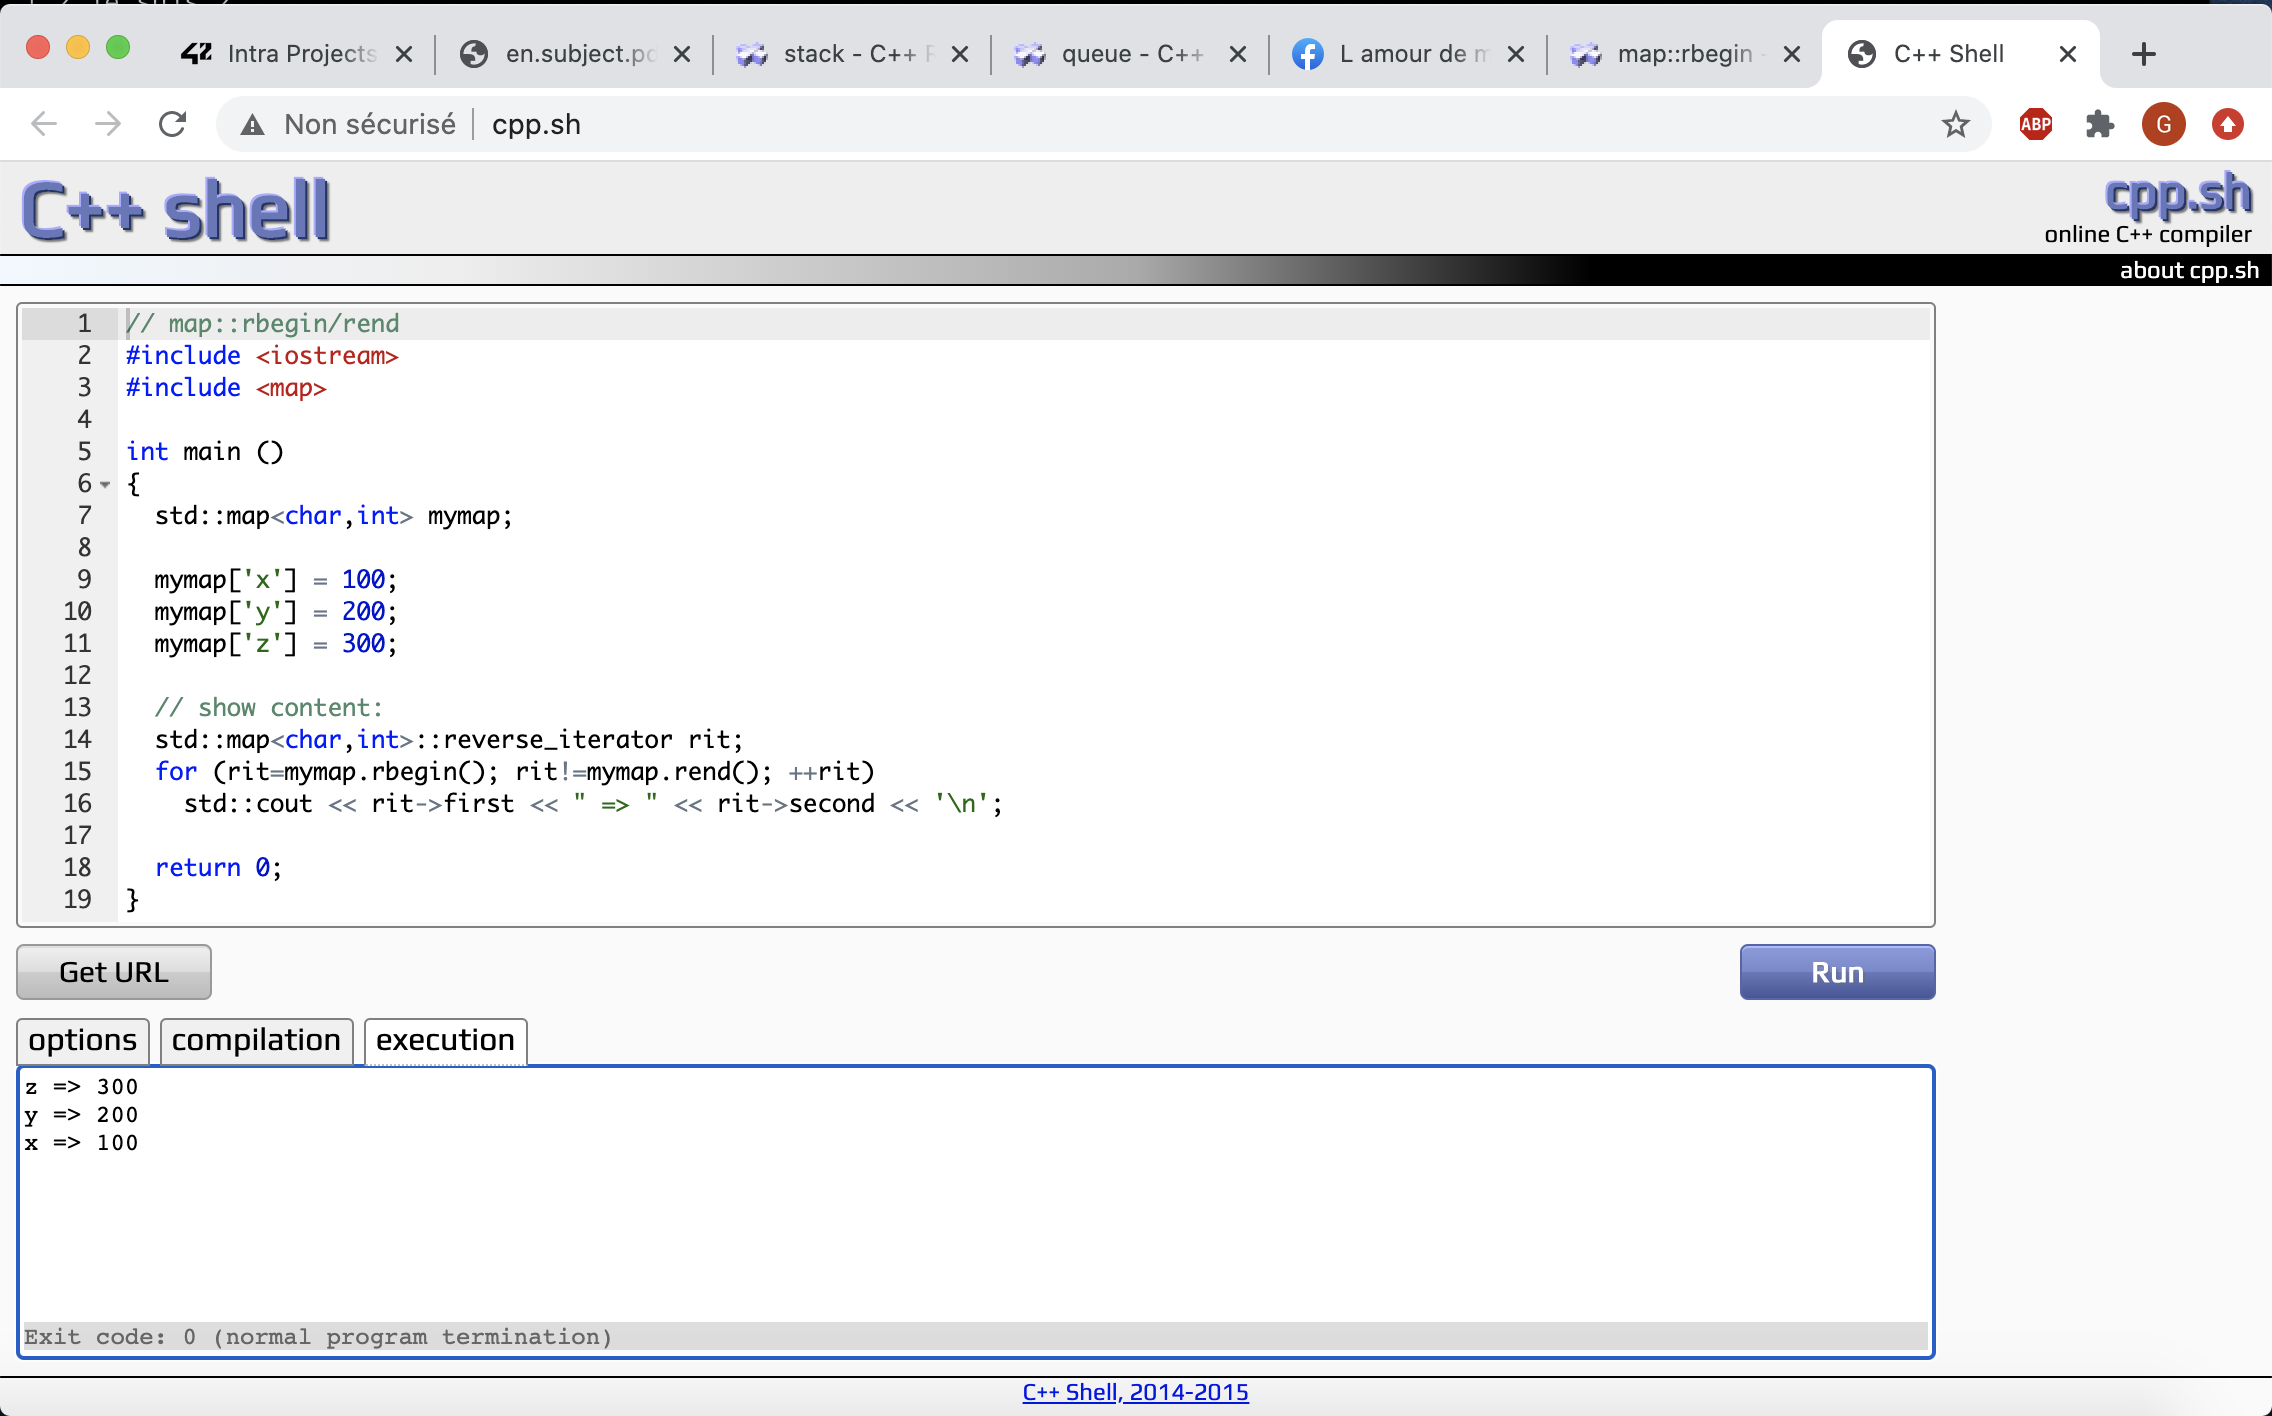 Intra Projects
en.subject.pd
stack - C++ R
queue - C++
L amour de m
map::rbegin -
C++ Shell
Non sécurisé
cpp.sh
ABP
G
C++ shell
cpp.sh
online C++ compiler
about cpp.sh
1 // map::rbegin/rend
2 #include <iostream>
3 #include <map>
4
5 int main ()
6 {
7 std::map<char,int> mymap;
8
9 mymap['x'] = 100;
10 mymap['y'] = 200;
11 mymap['z'] = 300;
12
13 // show content:
14 std::map<char,int>::reverse_iterator rit;
15 for (rit=mymap.rbegin(); rit!=mymap.rend(); ++rit)
16 std::cout << rit->first << " => " << rit->second << '\n';
17
18 return 0;
19 }
Get URL
Run
options
compilation
execution
z => 300
y => 200
x => 100
Exit code: 0 (normal program termination)
C++ Shell, 2014-2015